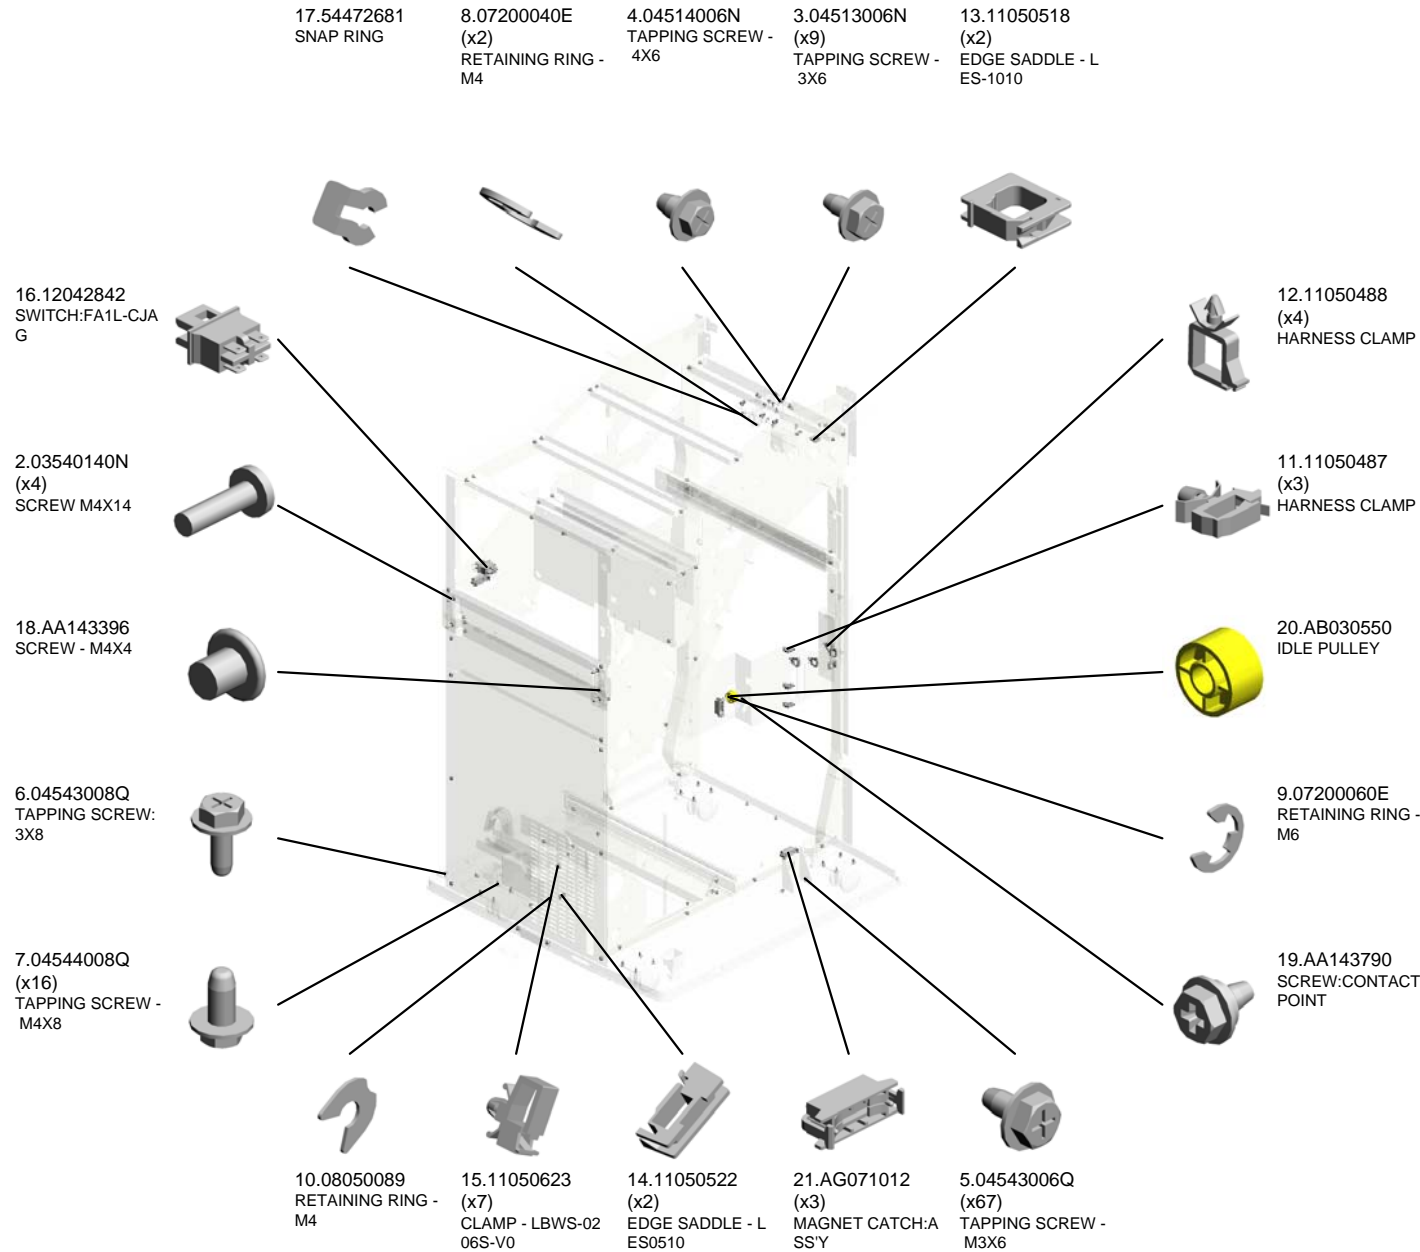 17.54472681
SNAP RING
8.07200040E
(x2)
RETAINING RING -
M4
4.04514006N
TAPPING SCREW -
4X6
3.04513006N
(x9)
TAPPING SCREW -
3X6
13.11050518
(x2)
EDGE SADDLE - L
ES-1010
16.12042842
SWITCH:FA1L-CJA
G
12.11050488
(x4)
HARNESS CLAMP
2.03540140N
(x4)
SCREW M4X14
11.11050487
(x3)
HARNESS CLAMP
18.AA143396
SCREW - M4X4
20.AB030550
IDLE PULLEY
6.04543008Q
TAPPING SCREW:
3X8
9.07200060E
RETAINING RING -
M6
7.04544008Q
(x16)
TAPPING SCREW -
M4X8
19.AA143790
SCREW:CONTACT
POINT
10.08050089
RETAINING RING -
M4
15.11050623
(x7)
CLAMP - LBWS-02
06S-V0
14.11050522
(x2)
EDGE SADDLE - L
ES0510
21.AG071012
(x3)
MAGNET CATCH:A
SS'Y
5.04543006Q
(x67)
TAPPING SCREW -
M3X6